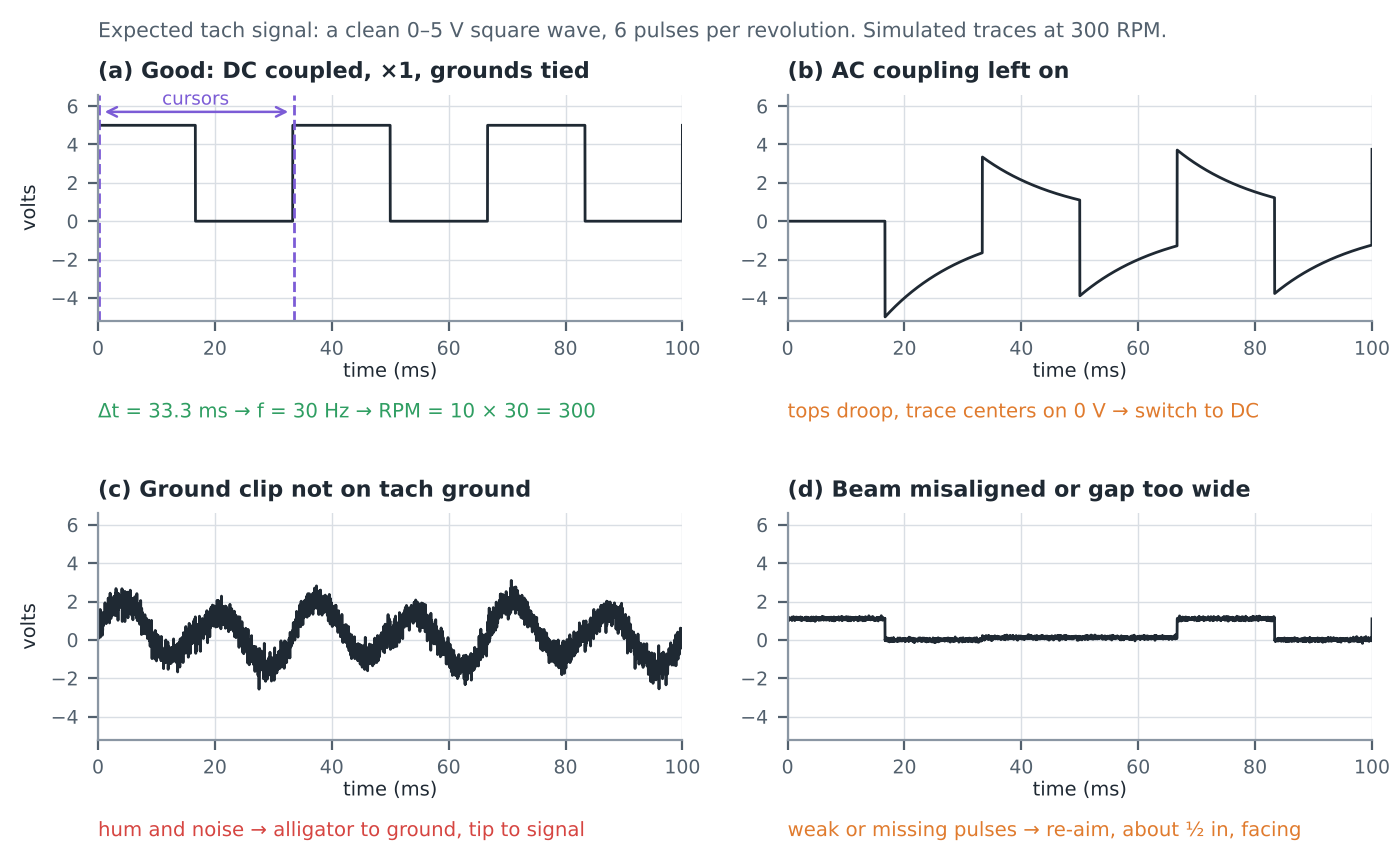 Expected tach signal: a clean 0–5 V square wave, 6 pulses per revolution. Simulated traces at 300 RPM.
(a) Good: DC coupled, ×1, grounds tied
cursors
6
4
2
0
−2
−4
volts
0 20 40 60 80 100
time (ms)
Δt = 33.3 ms → f = 30 Hz → RPM = 10 × 30 = 300
(b) AC coupling left on
6
4
2
0
−2
−4
0 20 40 60 80 100
time (ms)
tops droop, trace centers on 0 V → switch to DC
(c) Ground clip not on tach ground
6
4
2
0
−2
−4
volts
0 20 40 60 80 100
time (ms)
hum and noise → alligator to ground, tip to signal
(d) Beam misaligned or gap too wide
6
4
2
0
−2
−4
0 20 40 60 80 100
time (ms)
weak or missing pulses → re-aim, about ½ in, facing